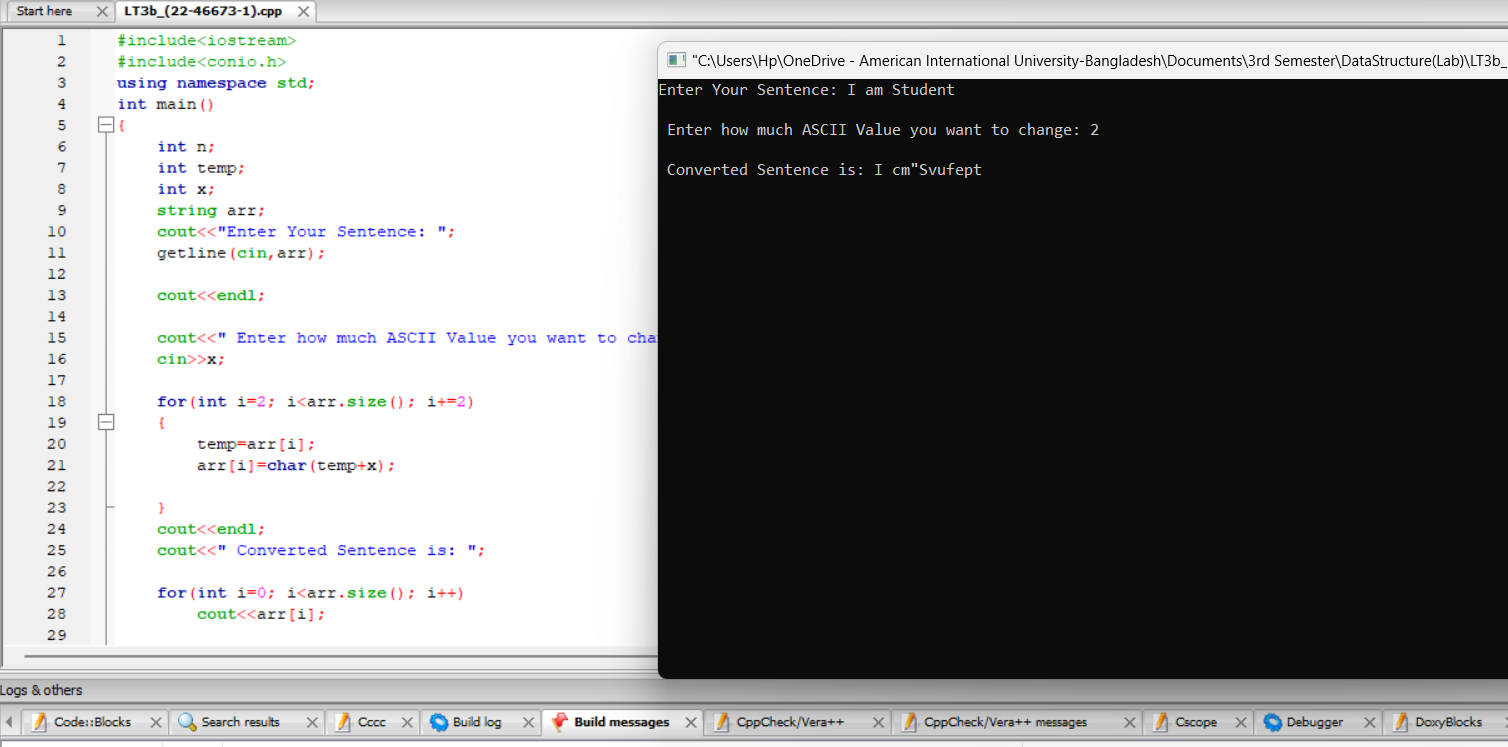 Start here LT3b_(22-46673-1).cpp
1 #include<iostream>
2 #include<conio.h>
3 using namespace std;
4 int main()
5 {
6 int n;
7 int temp;
8 int x;
9 string arr;
10 cout<<"Enter Your Sentence: ";
11 getline(cin,arr);
12
13 cout<<endl;
14
15 cout<<" Enter how much ASCII Value you want to cha
16 cin>>x;
17
18 for(int i=2; i<arr.size(); i+=2)
19 {
20 temp=arr[i];
21 arr[i]=char(temp+x);
22
23 }
24 cout<<endl;
25 cout<<" Converted Sentence is: ";
26
27 for(int i=0; i<arr.size(); i++)
28 cout<<arr[i];
29
"C:\Users\Hp\OneDrive - American International University-Bangladesh\Documents\3rd Semester\DataStructure(Lab)\LT3b_
Enter Your Sentence: I am Student
Enter how much ASCII Value you want to change: 2
Converted Sentence is: I cm"Svufept
Logs & others
Code::Blocks Search results Cccc Build log Build messages CppCheck/Vera++ CppCheck/Vera++ messages Cscope Debugger DoxyBlocks